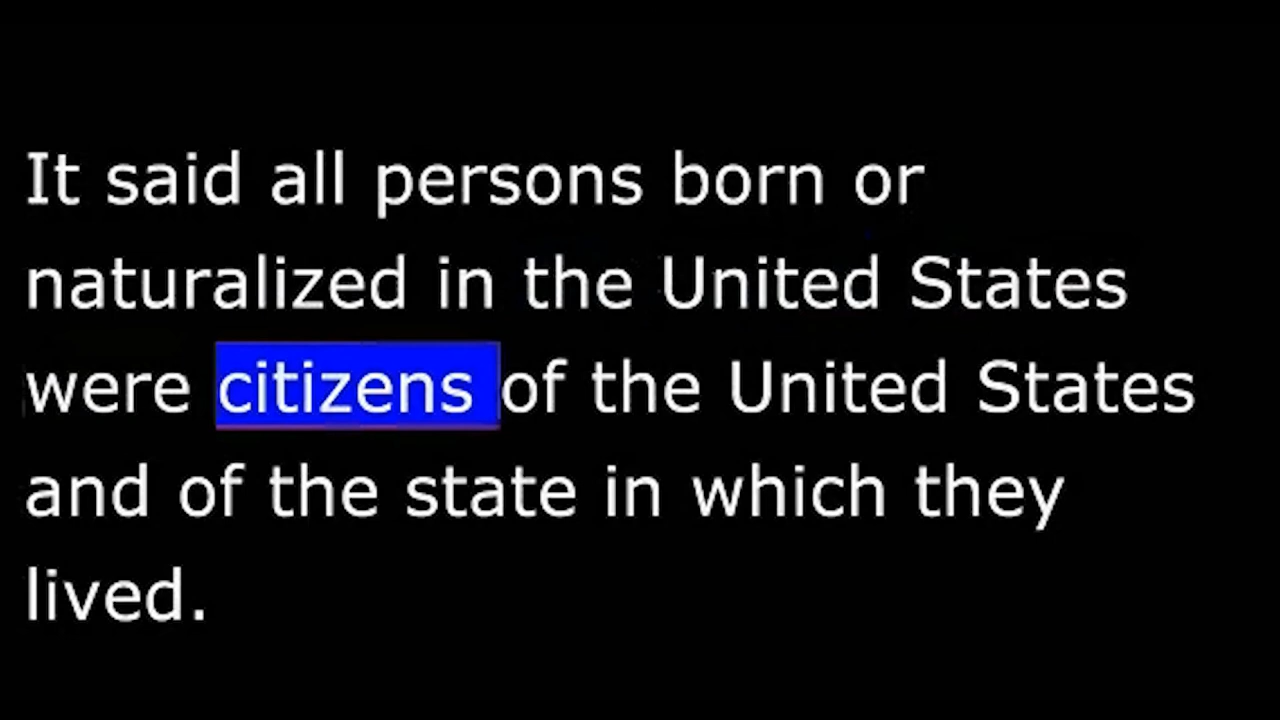 It said all persons born or
naturalized in the United States
were citizens of the United States
and of the state in which they
lived.